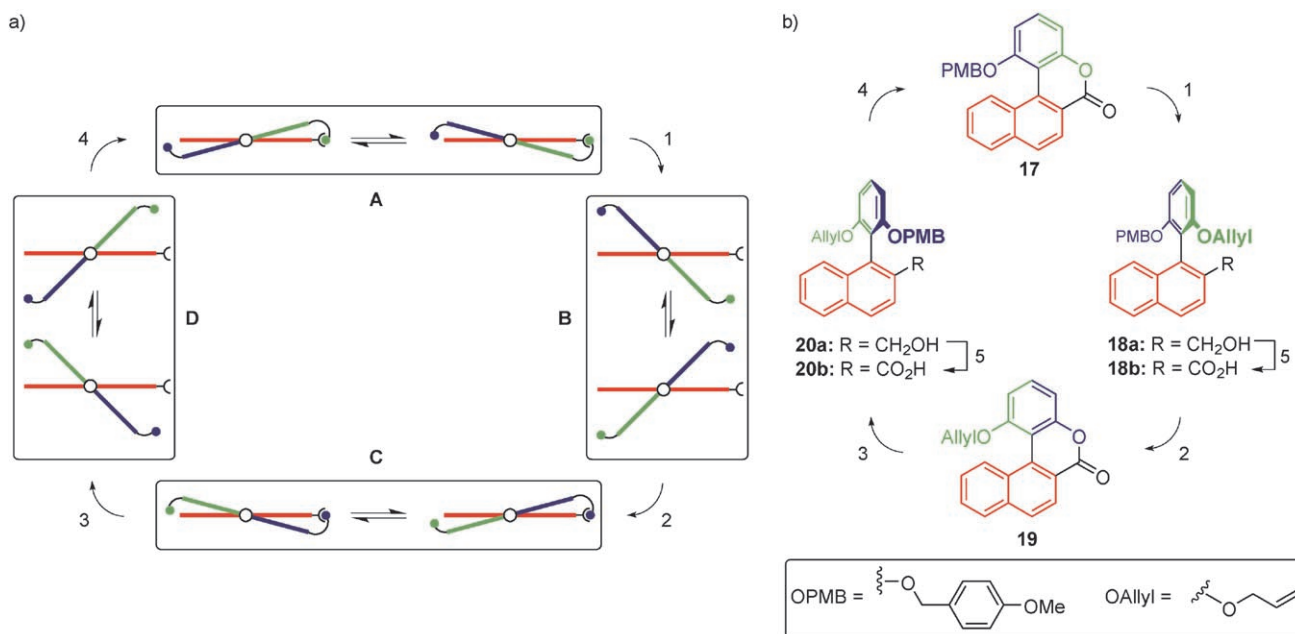 a)
4
1
A
D
B
C
3
2
b)
PMBO
O
O
17
4
1
AllylO
OPMB
R
PMBO
OAllyl
R
20a: R = CH₂OH
20b: R = CO₂H
5
18a: R = CH₂OH
18b: R = CO₂H
5
AllylO
O
O
19
3
2
OPMB =
O
OMe
OAllyl =
O